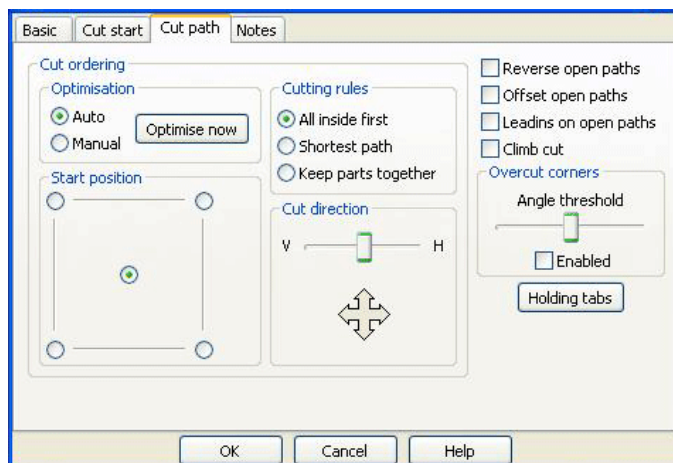 Basic Cut start Cut path Notes
Cut ordering
Optimisation
Auto
Manual
Optimise now
Start position
Cutting rules
All inside first
Shortest path
Keep parts together
Cut direction
V H
Reverse open paths
Offset open paths
Leadins on open paths
Climb cut
Overcut corners
Angle threshold
Enabled
Holding tabs
OK Cancel Help